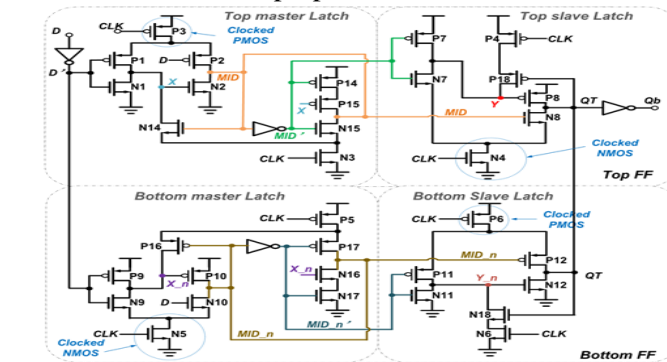 Top master Latch
Top slave Latch
D
CLK
P3
Clocked
PMOS
P7
P4
CLK
P1
D
P2
P18
D'
MID
N1
X
N2
P14
N7
P8
QT
Qb
X
P15
Y
N8
N14
MID'
N15
MID
CLK
N3
CLK
N4
Clocked
NMOS
Top FF
Bottom master Latch
Bottom Slave Latch
CLK
P5
CLK
P6
Clocked
PMOS
P16
P17
MID_n
P12
P9
P10
X_n
X_n
N16
P11
Y_n
QT
N9
D
N10
N17
N11
N12
CLK
N5
MID_n
MID_n'
N18
N6
CLK
Clocked
NMOS
Bottom FF